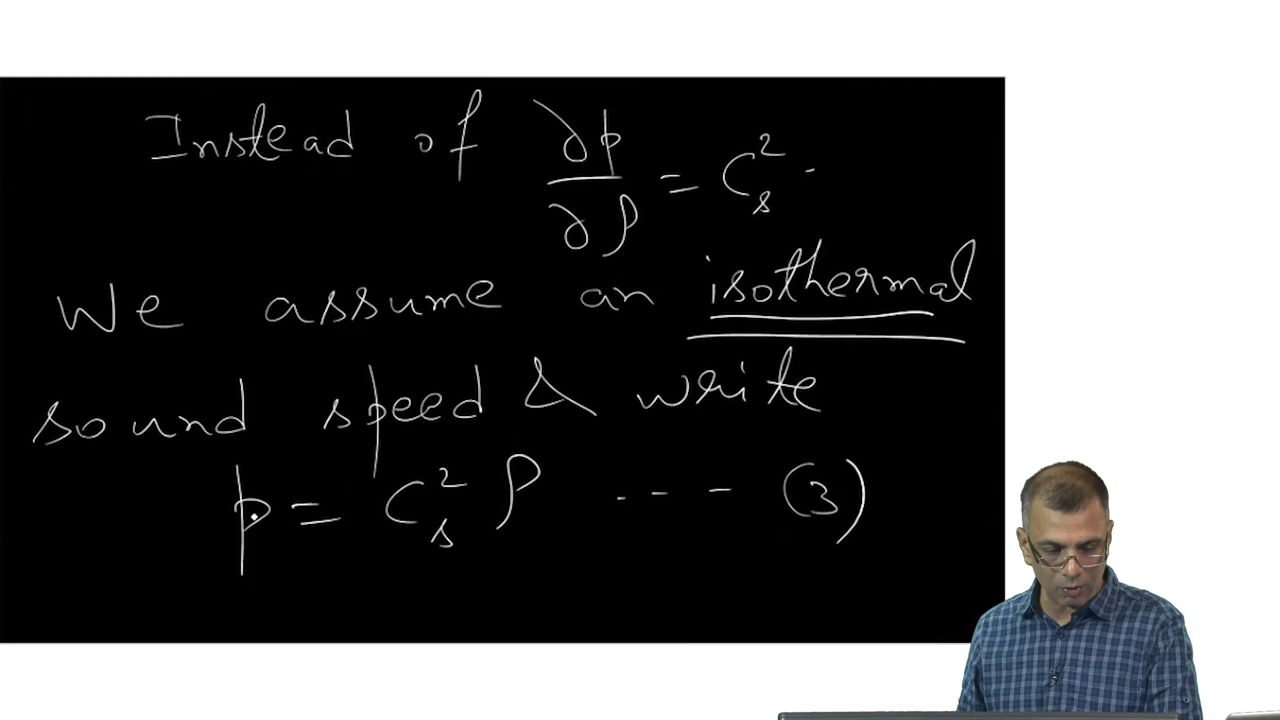 Instead of ∂p/∂ρ = C_s^2 -
We assume an isothermal
sound speed & write
p = C_s^2 ρ --- (3)